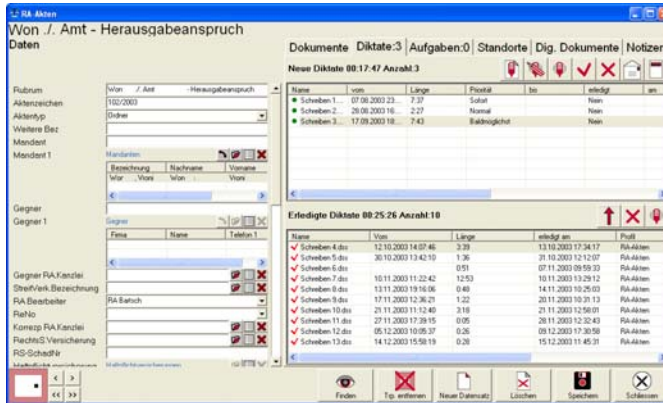 RA-Akten
Won ./. Amt - Herausgabeanspruch
Daten
Dokumente Diktate:3 Aufgaben:0 Standorte Dig. Dokumente Notizen
Neue Diktate 00:17:47 Anzahl:3
Name vom Länge Priorität bis erledigt am
Schreiben 1... 07.08.2003 23... 7:37 Sofort Nein
Schreiben 2... 28.08.2003 16... 2:27 Normal Nein
Schreiben 3... 17.09.2003 18... 7:43 Baldmöglichst Nein
Rubrum Won ./. Amt -Herausgabeanspruch
Aktenzeichen 102/2003
Aktentyp Ordner
Weitere Bez
Mandant
Mandant 1 Mandanten
Bezeichnung Nachname Vorname
Won , Vioni Won Vioni
Gegner
Gegner 1 Gegner
Firma Name Telefon 1
Gegner RA.Kanzlei
StreitVerk.Bezeichnung
RA.Bearbeiter RA Bartsch
ReNo
Korresp RA.Kanzlei
RechtsS.Versicherung
RS-SchadNr
Erledigte Diktate 00:25:26 Anzahl:10
Name Vom Länge erledigt am Profil
Schreiben 4.dss 12.10.2003 14:07:46 3:39 13.10.2003 17:34:17 RA-Akten
Schreiben 5.dss 30.10.2003 13:42:10 1:36 31.10.2003 12:12:07 RA-Akten
Schreiben 6.dss 0:51 07.11.2003 09:59:33 RA-Akten
Schreiben 7.dss 10.11.2003 11:22:42 12:53 10.11.2003 13:29:12 RA-Akten
Schreiben 8.dss 13.11.2003 19:16:06 0:48 14.11.2003 10:25:03 RA-Akten
Schreiben 9.dss 17.11.2003 12:36:21 1:22 20.11.2003 10:31:13 RA-Akten
Schreiben 10.dss 21.11.2003 11:12:40 3:18 21.11.2003 12:58:01 RA-Akten
Schreiben 11.dss 27.11.2003 17:39:15 0:05 28.11.2003 12:32:43 RA-Akten
Schreiben 12.dss 05.12.2003 10:05:37 0:26 09.12.2003 17:30:58 RA-Akten
Schreiben 13.dss 14.12.2003 15:58:19 0:28 15.12.2003 11:45:31 RA-Akten
Finden Trp. entfernen Neuer Datensatz Löschen Speichern Schliessen